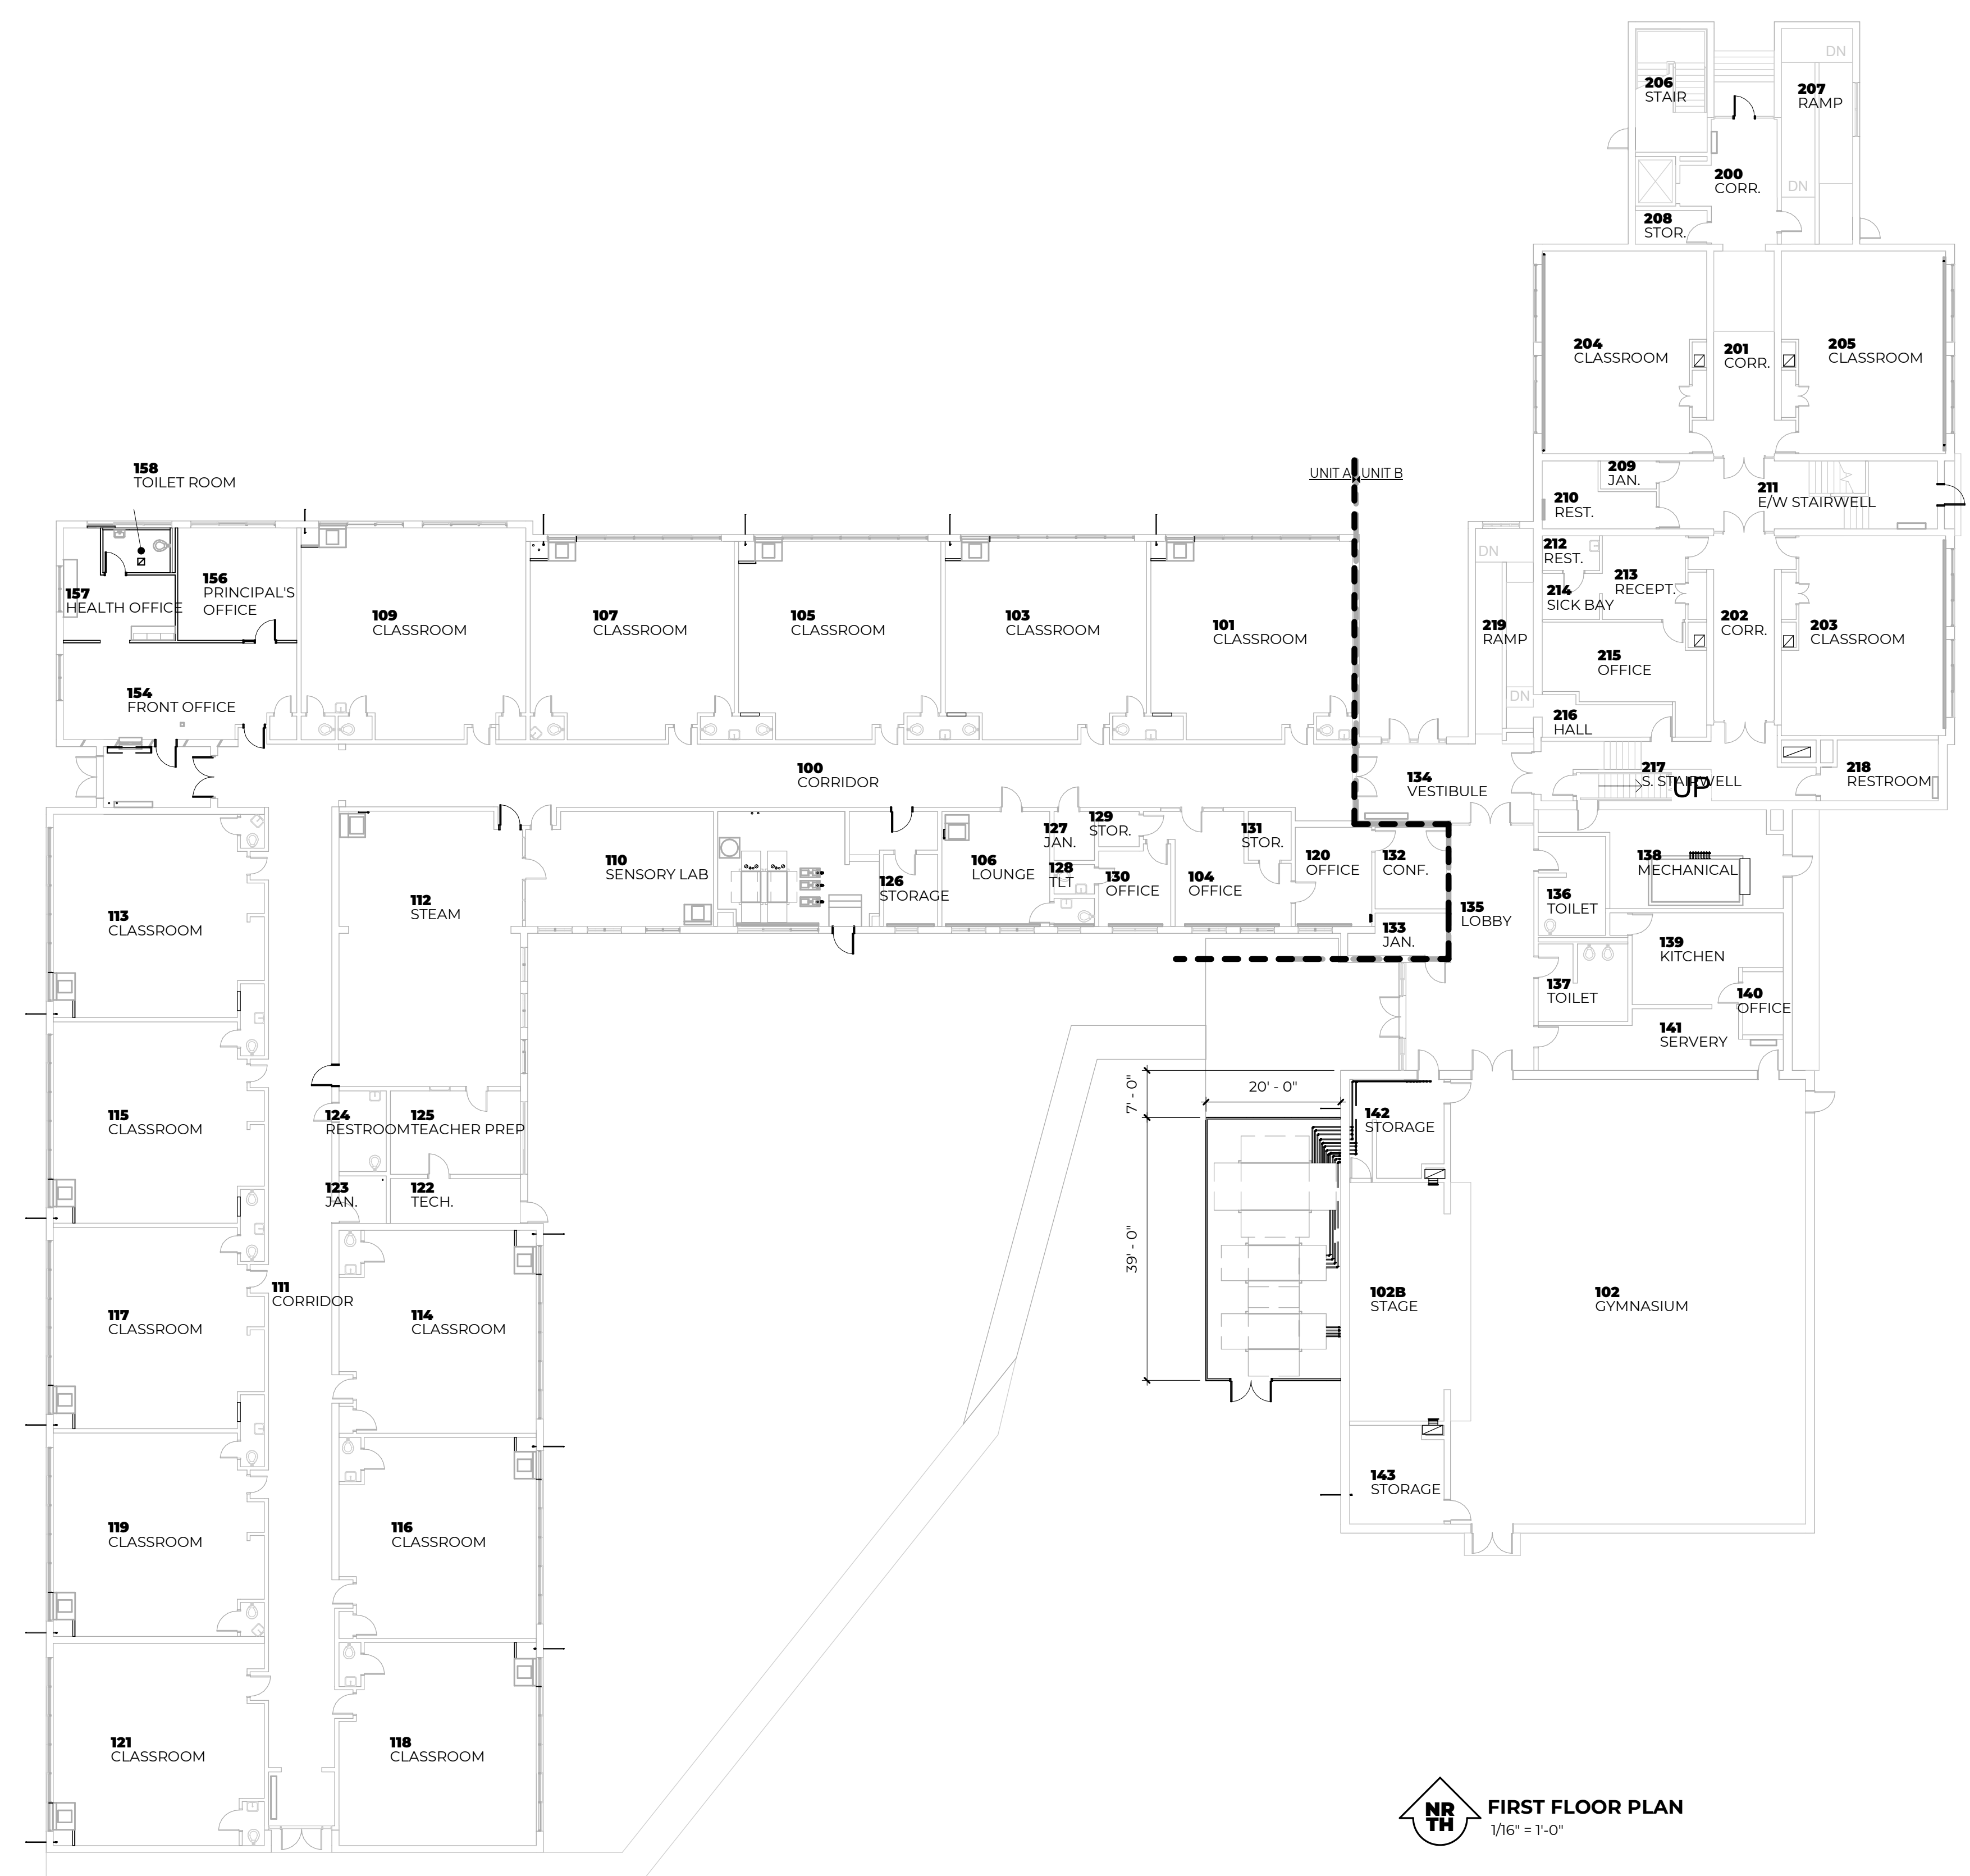 DN
206
STAIR
207
RAMP
200
CORR.
DN
208
STOR.
204
CLASSROOM
201
CORR.
205
CLASSROOM
158
TOILET ROOM
UNIT A
UNIT B
209
JAN.
210
REST.
211
E/W STAIRWELL
157
HEALTH OFFICE
156
PRINCIPAL'S
OFFICE
109
CLASSROOM
107
CLASSROOM
105
CLASSROOM
103
CLASSROOM
101
CLASSROOM
DN
219
RAMP
DN
212
REST.
213
RECEPT.
214
SICK BAY
202
CORR.
203
CLASSROOM
215
OFFICE
216
HALL
154
FRONT OFFICE
100
CORRIDOR
134
VESTIBULE
217
S. STAIRWELL
UP
218
RESTROOM
113
CLASSROOM
112
STEAM
110
SENSORY LAB
126
STORAGE
106
LOUNGE
127
JAN.
128
TLT
129
STOR.
130
OFFICE
104
OFFICE
131
STOR.
120
OFFICE
132
CONF.
133
JAN.
135
LOBBY
136
TOILET
138
MECHANICAL
139
KITCHEN
137
TOILET
140
OFFICE
141
SERVERY
115
CLASSROOM
124
RESTROOM
125
TEACHER PREP
123
JAN.
122
TECH.
7' - 0"
20' - 0"
39' - 0"
142
STORAGE
102B
STAGE
102
GYMNASIUM
143
STORAGE
117
CLASSROOM
111
CORRIDOR
114
CLASSROOM
119
CLASSROOM
116
CLASSROOM
121
CLASSROOM
118
CLASSROOM
NR
TH
FIRST FLOOR PLAN
1/16" = 1'-0"